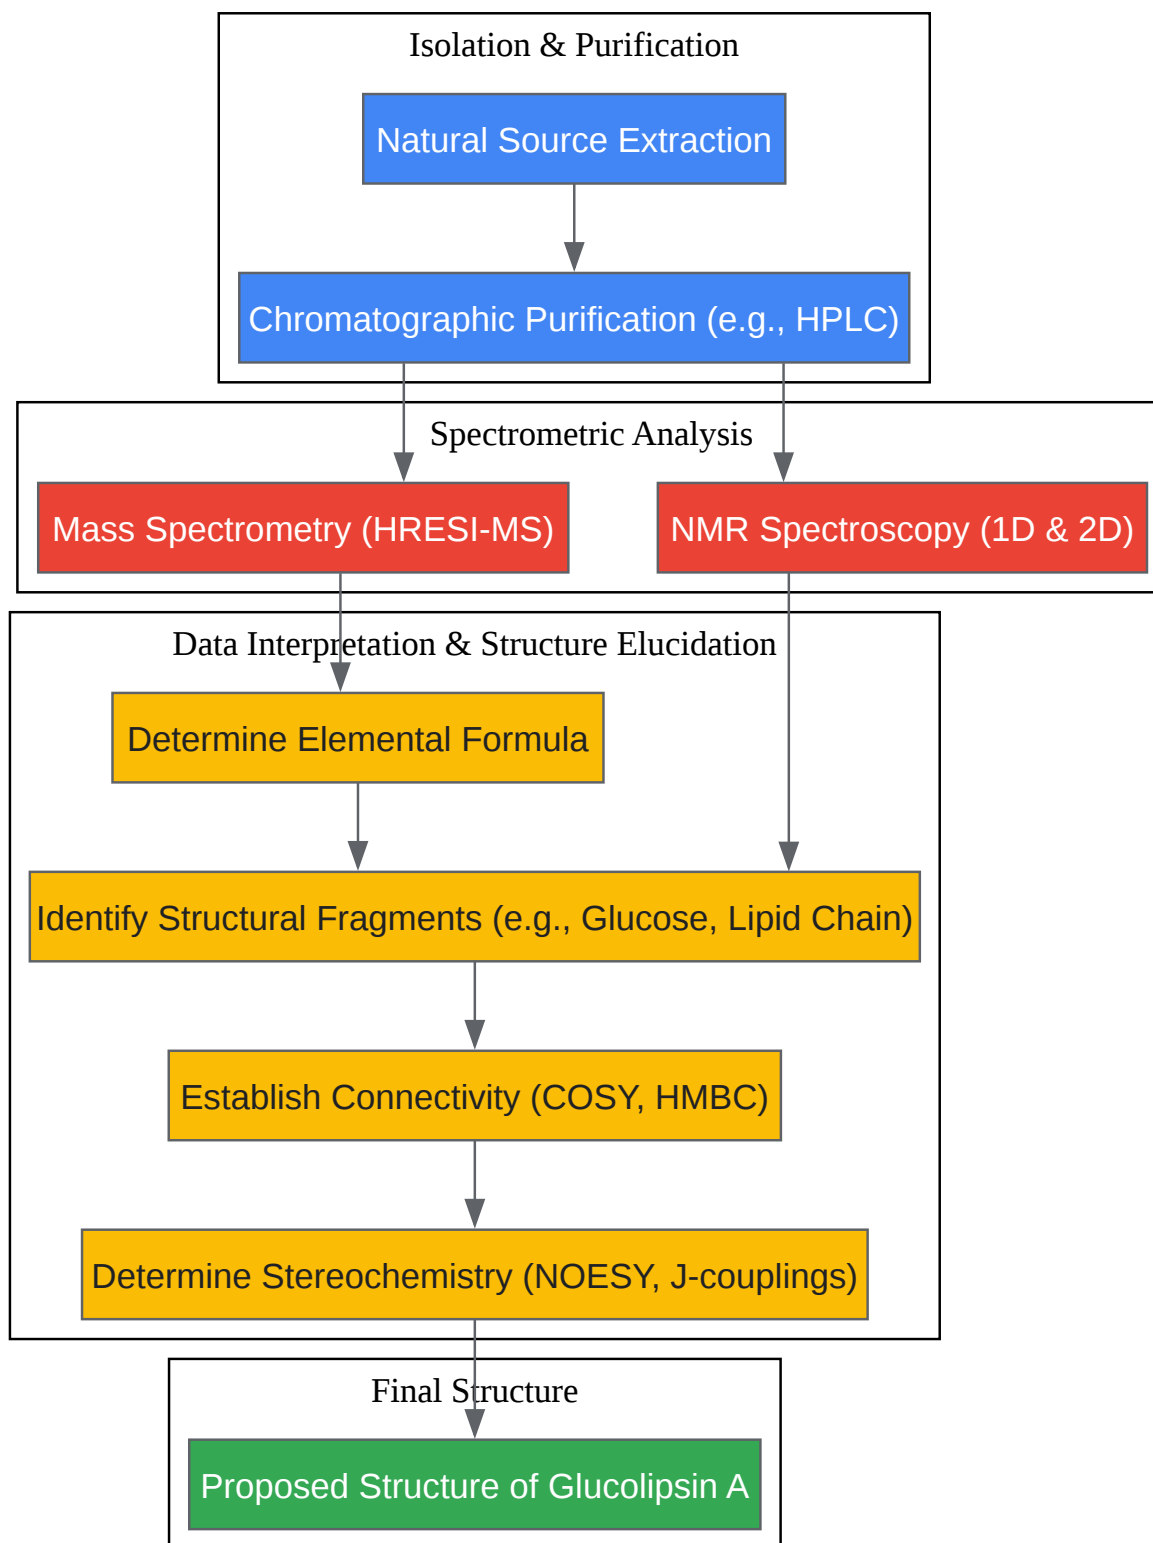 Isolation & Purification
Natural Source Extraction
Chromatographic Purification (e.g., HPLC)
Spectrometric Analysis
Mass Spectrometry (HRESI-MS)
NMR Spectroscopy (1D & 2D)
Data Interpretation & Structure Elucidation
Determine Elemental Formula
Identify Structural Fragments (e.g., Glucose, Lipid Chain)
Establish Connectivity (COSY, HMBC)
Determine Stereochemistry (NOESY, J-couplings)
Final Structure
Proposed Structure of Glucolipsin A